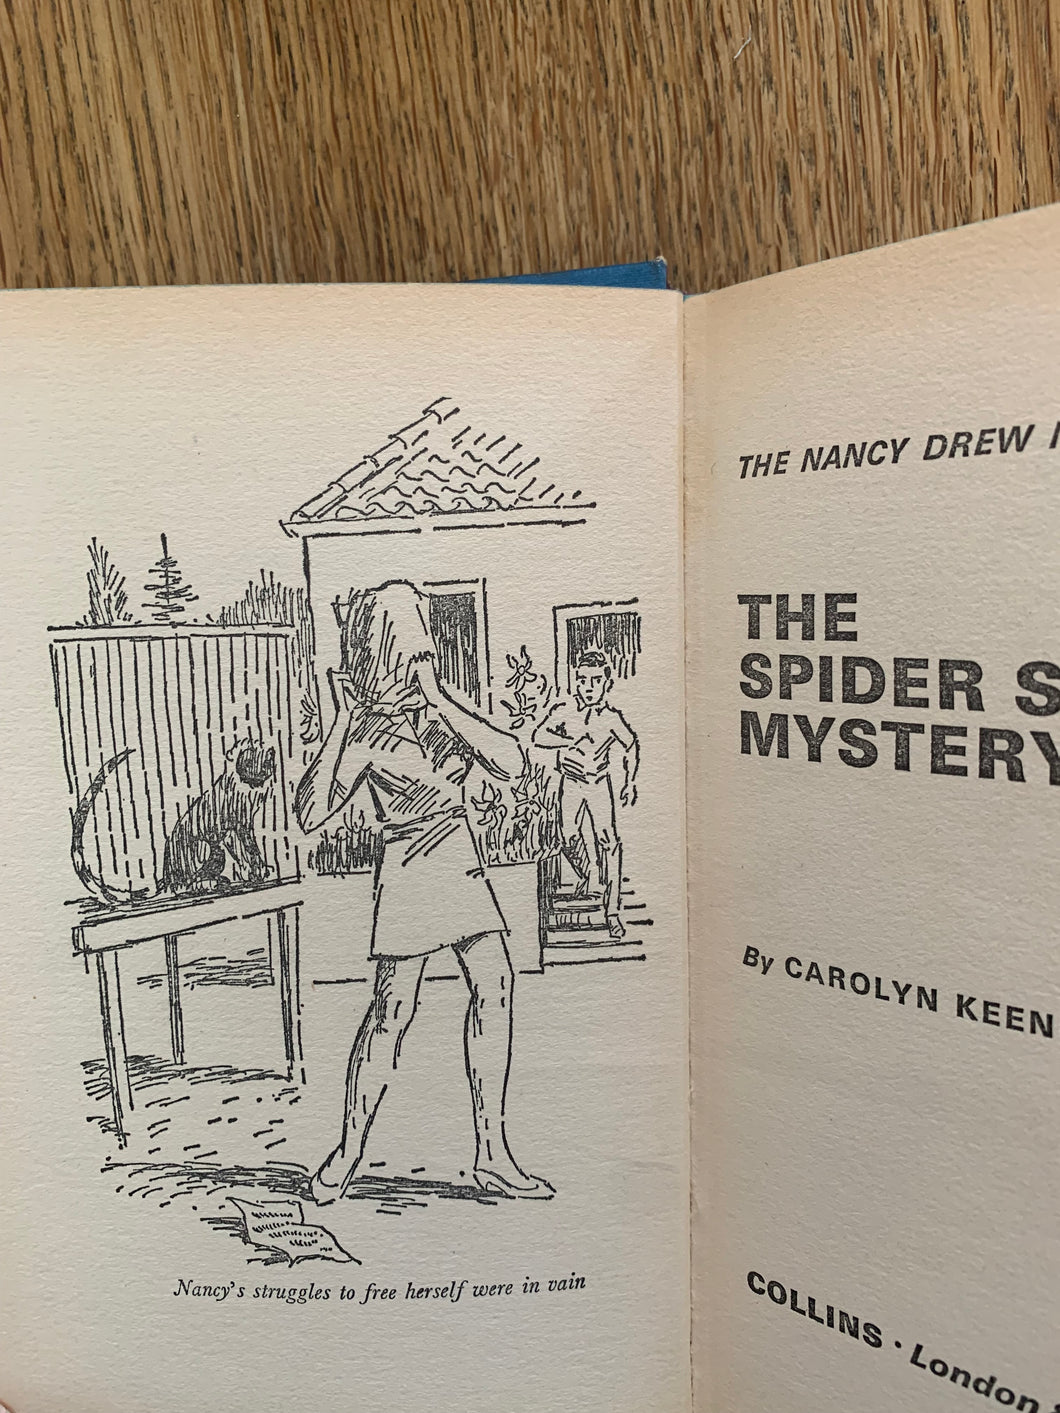 Nancy's struggles to free herself were in vain
THE NANCY DREW
THE
SPIDER S
MYSTERY
By CAROLYN KEEN
COLLINS · London